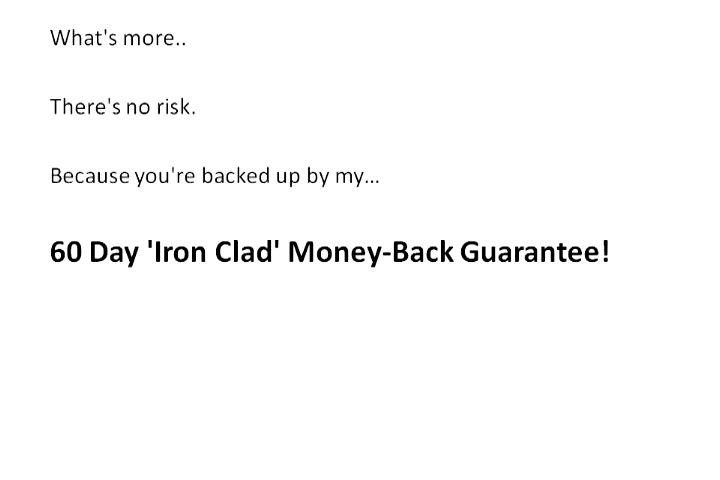 What's more..
There's no risk.
Because you're backed up by my...
60 Day 'Iron Clad' Money-Back Guarantee!